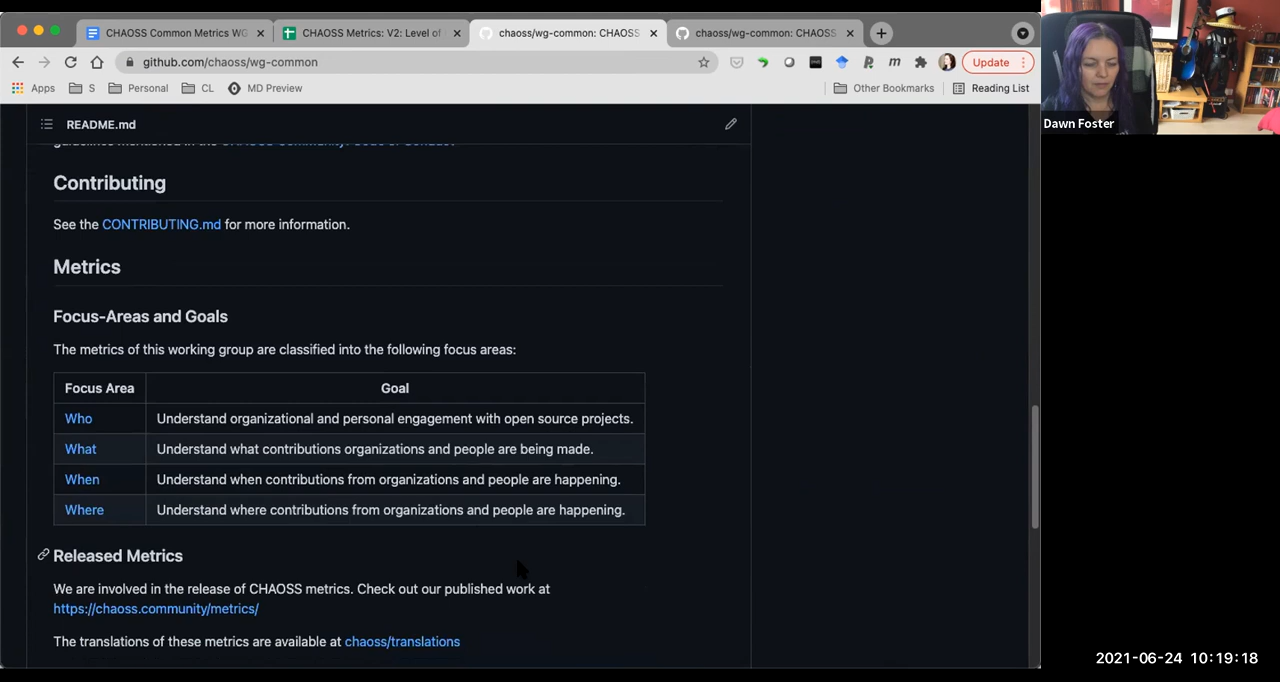 CHAOSS Common Metrics WG
CHAOSS Metrics: V2: Level of
chaoss/wg-common: CHAOSS
chaoss/wg-common: CHAOSS
github.com/chaoss/wg-common
Update
Apps
S
Personal
CL
MD Preview
Other Bookmarks
Reading List
Dawn Foster
README.md
Contributing
See the CONTRIBUTING.md for more information.
Metrics
Focus-Areas and Goals
The metrics of this working group are classified into the following focus areas:
Focus Area Goal
Who Understand organizational and personal engagement with open source projects.
What Understand what contributions organizations and people are being made.
When Understand when contributions from organizations and people are happening.
Where Understand where contributions from organizations and people are happening.
Released Metrics
We are involved in the release of CHAOSS metrics. Check out our published work at
https://chaoss.community/metrics/
The translations of these metrics are available at chaoss/translations
2021-06-24 10:19:18